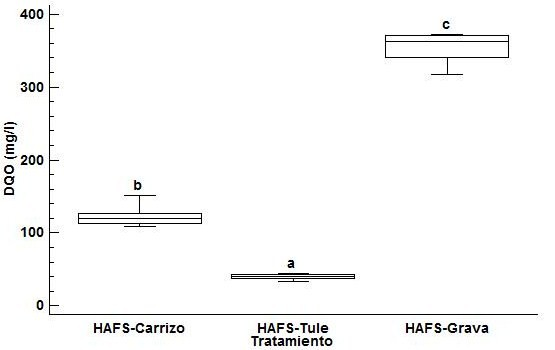 400
300
200
100
0
DQO (mg/l)
b
a
c
HAFS-Carrizo
HAFS-Tule
HAFS-Grava
Tratamiento